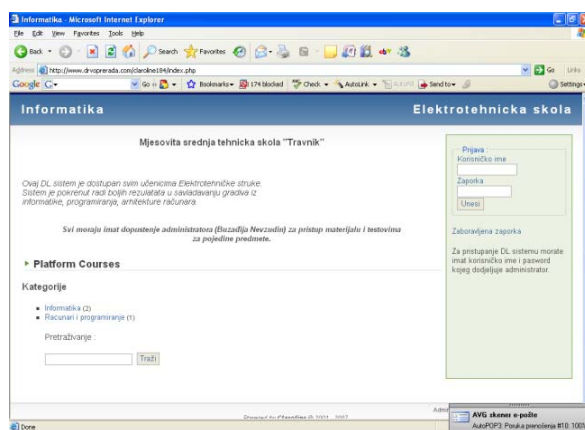 Informatika - Microsoft Internet Explorer
File Edit View Favorites Tools Help
Back Search Favorites
Address http://www.drvoprerada.com/claroline184/index.php Go Links
Google Go Bookmarks 174 blocked Check AutoLink Send to Settings
Informatika Elektrotehnicka skola
Mjesovita srednja tehnicka skola "Travnik"
Ovaj DL sistem je dostupan svim učenicima Elektrotehničke struke.
Sistem je pokrenut radi boljih rezulatata u savladavanju gradiva iz
informatike, programiranja, arhitekture računara.
Svi moraju imat dopustenje administratora (Buzadija Nevzudin) za pristup materijalu i testovima
za pojedine predmete.
Platform Courses
Kategorije
Informatika (2)
Racunari i programiranje (1)
Pretraživanje :
Traži
Prijava :
Korisničko ime
Zaporka
Unesi
Zaboravljena zaporka
Za pristupanje DL sistemu morate
imat korisničko ime i pasword
kojeg dodjeljuje administrator.
Powered by Claroline © 2001 - 2007
AVG skener e-pošte
AutoPOP3: Poruka prenošenja #10: 100%
Done